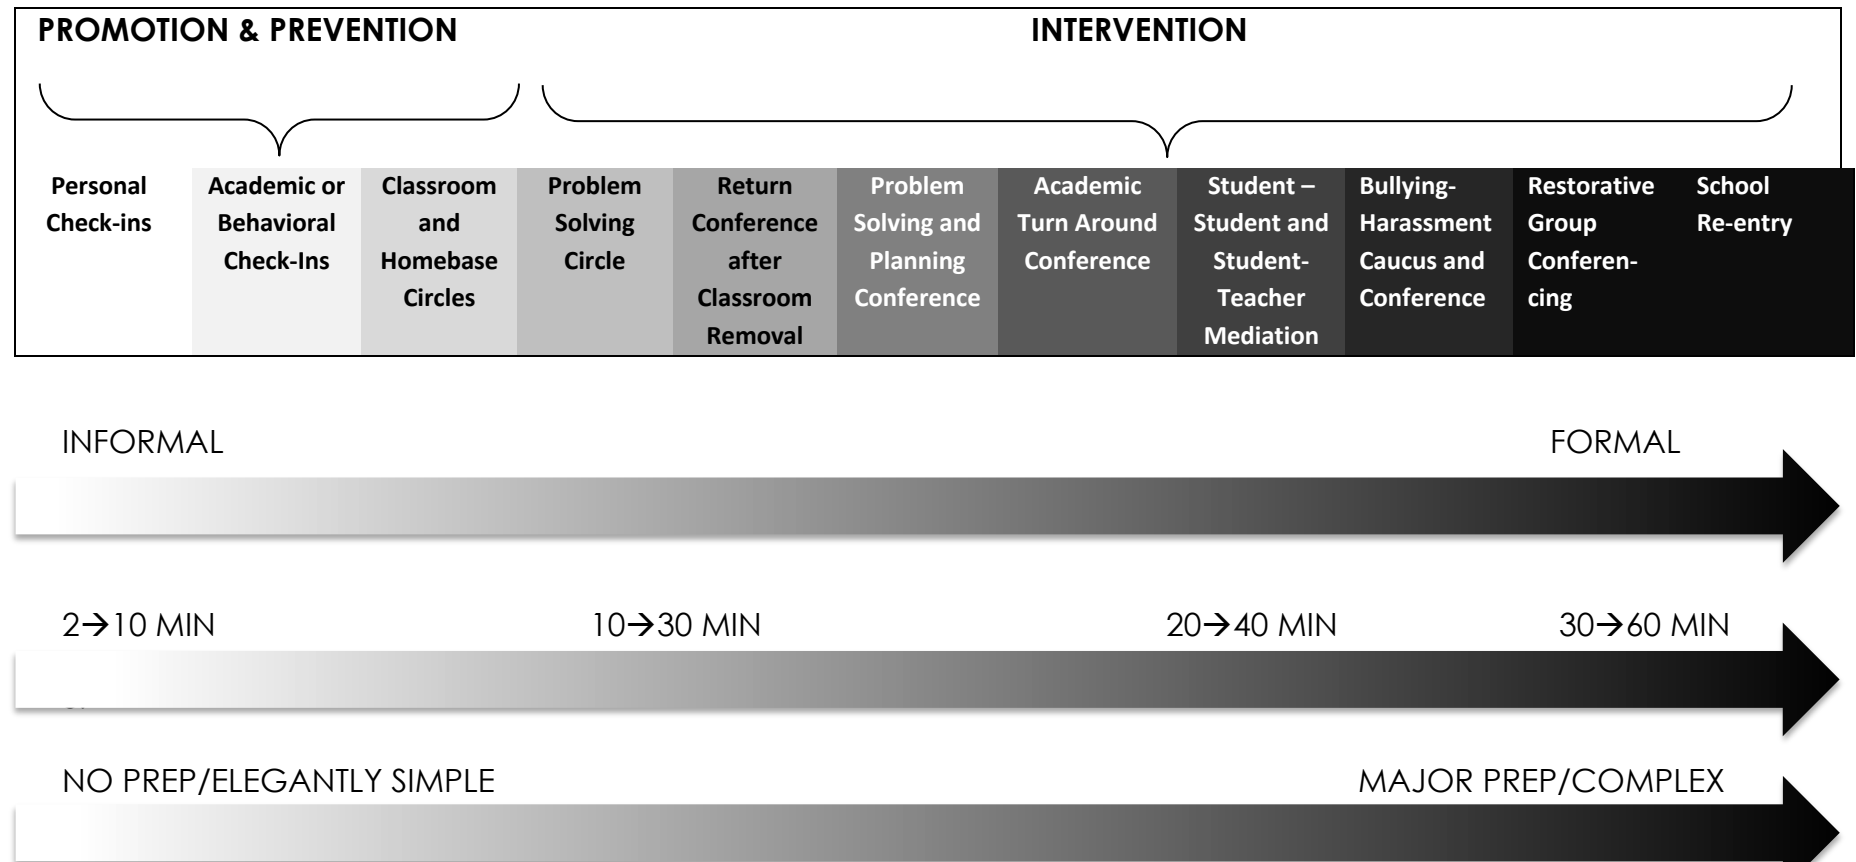 PROMOTION & PREVENTION
INTERVENTION
Personal
Check-ins
Academic or
Behavioral
Check-Ins
Classroom
and
Homebase
Circles
Problem
Solving
Circle
Return
Conference
after
Classroom
Removal
Problem
Solving and
Planning
Conference
Academic
Turn Around
Conference
Student –
Student and
Student-
Teacher
Mediation
Bullying-
Harassment
Caucus and
Conference
Restorative
Group
Conferen-
cing
School
Re-entry
INFORMAL
FORMAL
2→10 MIN
10→30 MIN
20→40 MIN
30→60 MIN
NO PREP/ELEGANTLY SIMPLE
MAJOR PREP/COMPLEX